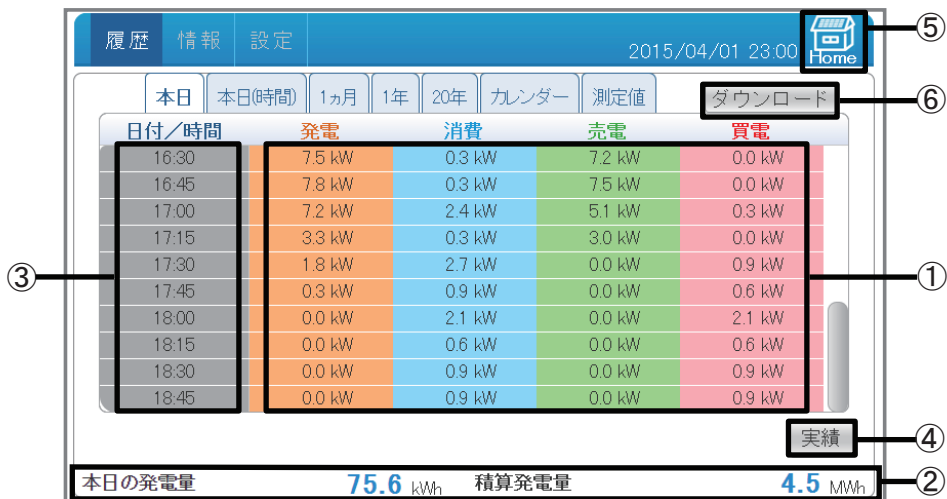 履歴 情報 設定 2015/04/01 23:00 Home ⑤
本日 本日(時間) 1ヵ月 1年 20年 カレンダー 測定値 ダウンロード ⑥
日付／時間 発電 消費 売電 買電
16:30 7.5 kW 0.3 kW 7.2 kW 0.0 kW
16:45 7.8 kW 0.3 kW 7.5 kW 0.0 kW
17:00 7.2 kW 2.4 kW 5.1 kW 0.3 kW
17:15 3.3 kW 0.3 kW 3.0 kW 0.0 kW
③ 17:30 1.8 kW 2.7 kW 0.0 kW 0.9 kW ①
17:45 0.3 kW 0.9 kW 0.0 kW 0.6 kW
18:00 0.0 kW 2.1 kW 0.0 kW 2.1 kW
18:15 0.0 kW 0.6 kW 0.0 kW 0.6 kW
18:30 0.0 kW 0.9 kW 0.0 kW 0.9 kW
18:45 0.0 kW 0.9 kW 0.0 kW 0.9 kW
実績 ④
本日の発電量 75.6 kWh 積算発電量 4.5 MWh ②